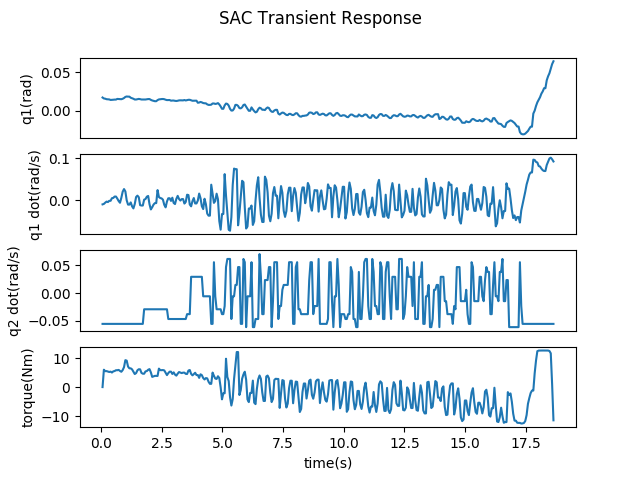 SAC Transient Response
q1(rad)
0.05
0.00
q1 dot(rad/s)
0.1
0.0
q2 dot(rad/s)
0.05
0.00
−0.05
torque(Nm)
10
0
−10
0.0 2.5 5.0 7.5 10.0 12.5 15.0 17.5
time(s)